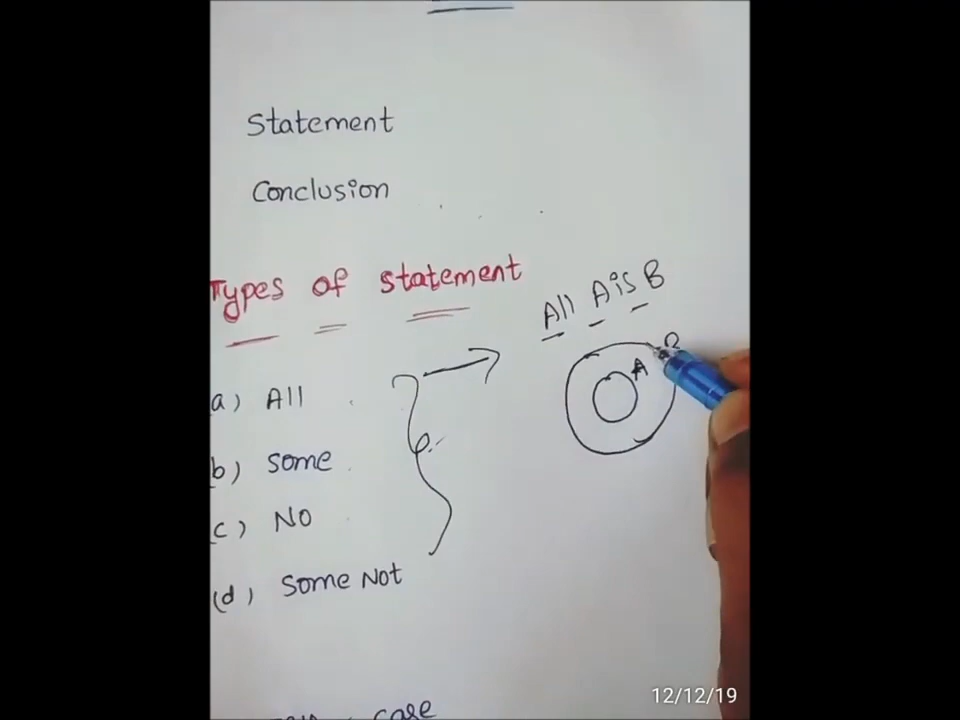 Statement
Conclusion
Types of statement
All A is B
A
a) All
(b) some
(c) No
(d) some Not
case
12/12/19